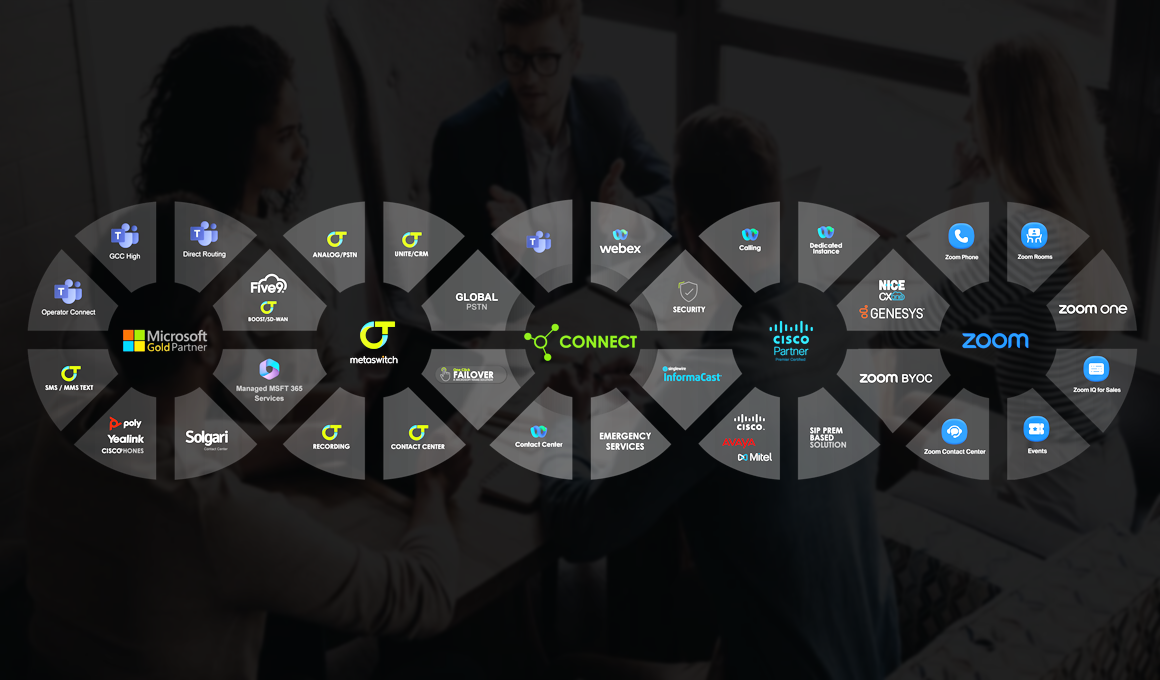 GCC High
Direct Routing
Operator Connect
Five9
BOOST/SD-WAN
Microsoft
Gold Partner
SMS / MMS TEXT
Managed MSFT 365
Services
poly
Yealink
CISCO PHONES
Solgari
Contact Center
ANALOG/PSTN
UNITE/CRM
metaswitch
RECORDING
CONTACT CENTER
GLOBAL
PSTN
FAILOVER
T
webex
CONNECT
Contact Center
EMERGENCY
SERVICES
SECURITY
singlewire
InformaCast
Calling
Dedicated
Instance
CISCO
Partner
Premier Certified
CISCO.
AVAYA
Mitel
SIP PREM
BASED
SOLUTION
NICE
CXone
GENESYS
zoom BYOC
Zoom Phone
Zoom Rooms
zoom one
zoom
Zoom IQ for Sales
Zoom Contact Center
Events